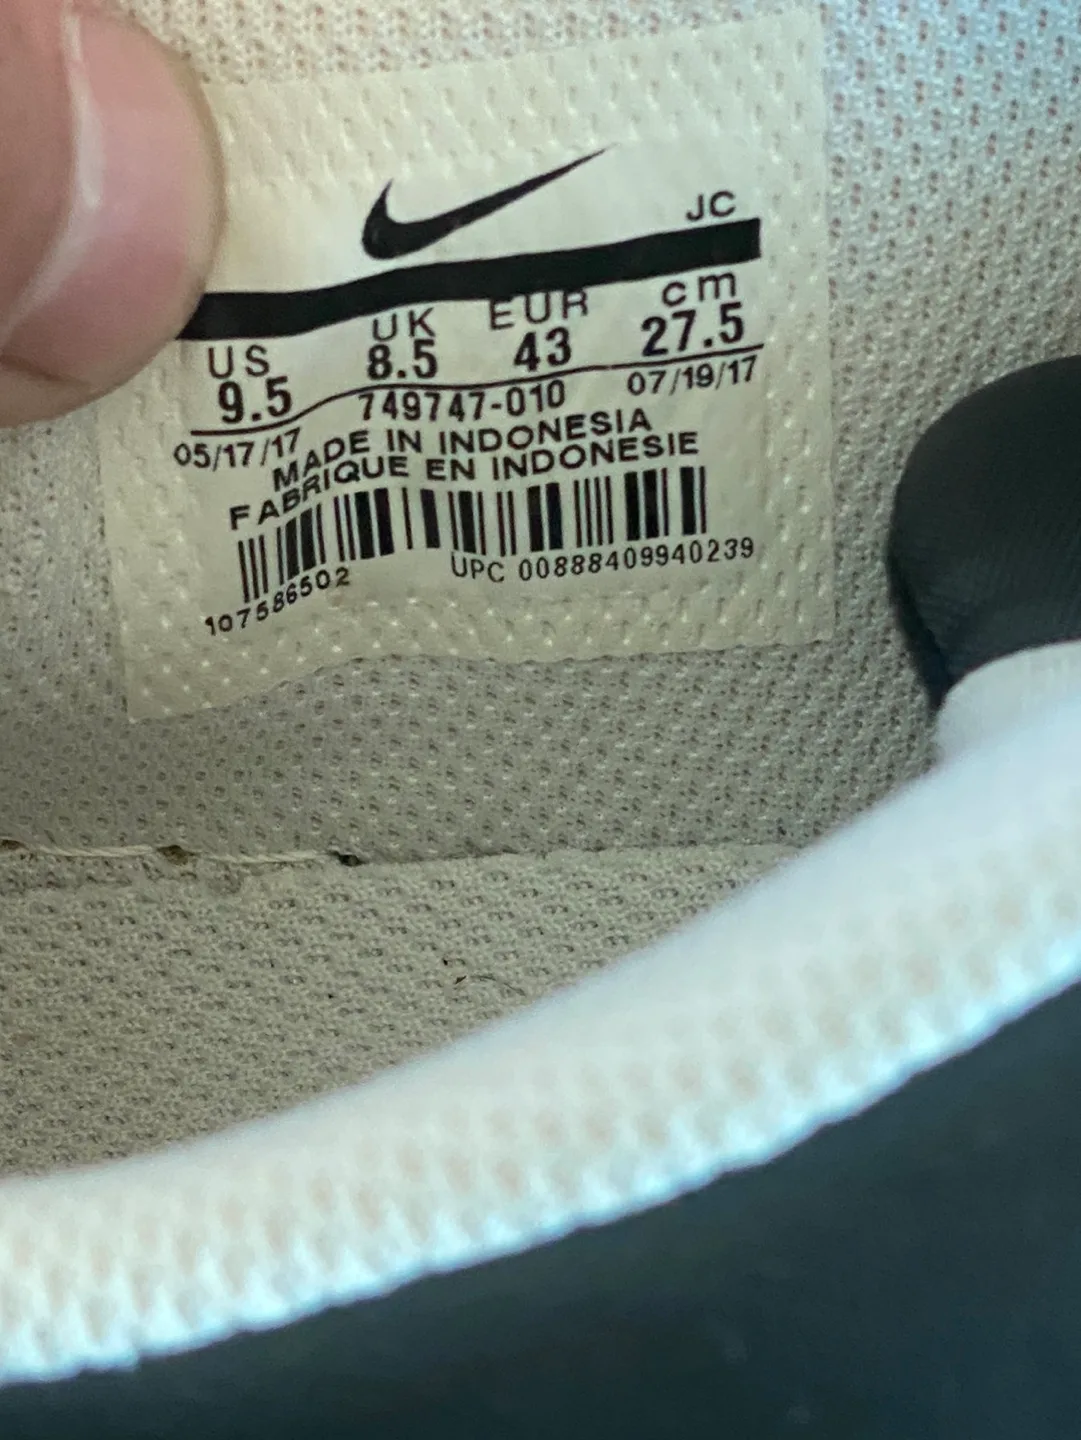 JC
US UK EUR cm
9.5 8.5 43 27.5
05/17/17 749747-010 07/19/17
MADE IN INDONESIA
FABRIQUE EN INDONESIE
107586502 UPC 00888409940239